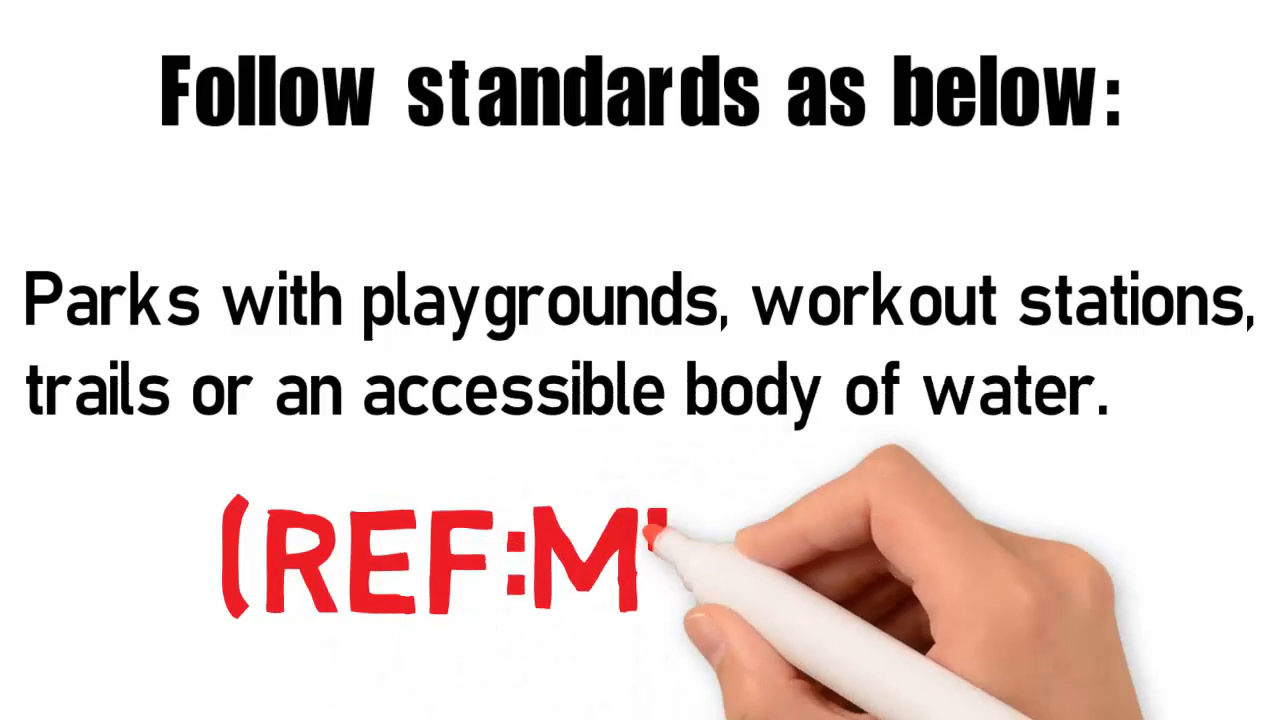 Follow standards as below:
Parks with playgrounds, workout stations,
trails or an accessible body of water.
(REF:M